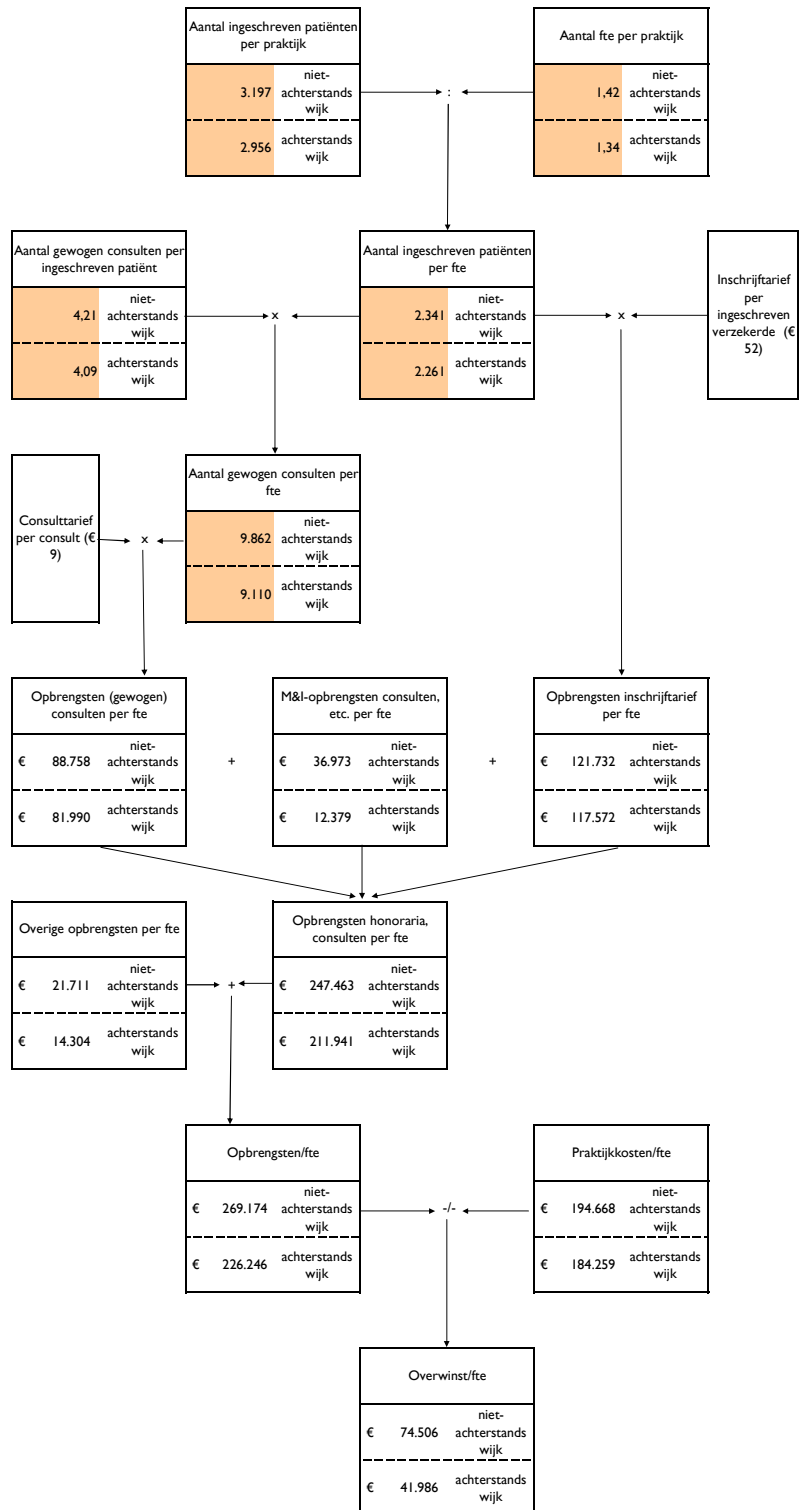 Aantal ingeschreven patiënten
per praktijk
3.197 niet-
achterstands
wijk
2.956 achterstands
wijk
:
Aantal fte per praktijk
1,42 niet-
achterstands
wijk
1,34 achterstands
wijk
Aantal gewogen consulten per
ingeschreven patiënt
4,21 niet-
achterstands
wijk
4,09 achterstands
wijk
x
Aantal ingeschreven patiënten
per fte
2.341 niet-
achterstands
wijk
2.261 achterstands
wijk
x
Inschrijftarief
per
ingeschreven
verzekerde (€
52)
Consulttarief
per consult (€
9)
x
Aantal gewogen consulten per
fte
9.862 niet-
achterstands
wijk
9.110 achterstands
wijk
Opbrengsten (gewogen)
consulten per fte
€ 88.758 niet-
achterstands
wijk
€ 81.990 achterstands
wijk
+
M&I-opbrengsten consulten,
etc. per fte
€ 36.973 niet-
achterstands
wijk
€ 12.379 achterstands
wijk
+
Opbrengsten inschrijftarief
per fte
€ 121.732 niet-
achterstands
wijk
€ 117.572 achterstands
wijk
Overige opbrengsten per fte
€ 21.711 niet-
achterstands
wijk
€ 14.304 achterstands
wijk
+
Opbrengsten honoraria,
consulten per fte
€ 247.463 niet-
achterstands
wijk
€ 211.941 achterstands
wijk
Opbrengsten/fte
€ 269.174 niet-
achterstands
wijk
€ 226.246 achterstands
wijk
-/-
Praktijkkosten/fte
€ 194.668 niet-
achterstands
wijk
€ 184.259 achterstands
wijk
Overwinst/fte
€ 74.506 niet-
achterstands
wijk
€ 41.986 achterstands
wijk